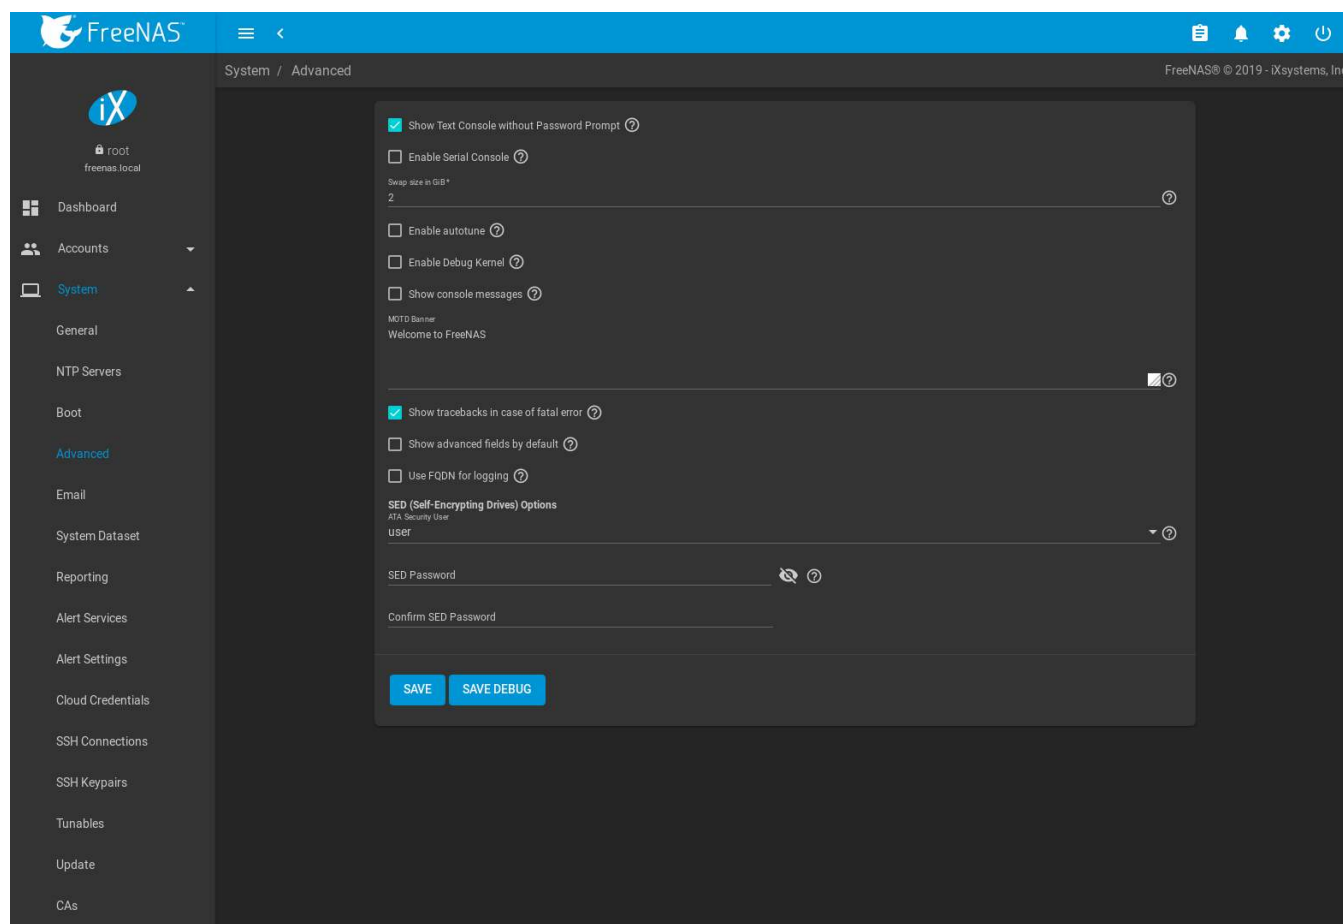 FreeNAS™
System / Advanced
FreeNAS® © 2019 - iXsystems, Inc
iX
root
freenas.local
Dashboard
Accounts
System
General
NTP Servers
Boot
Advanced
Email
System Dataset
Reporting
Alert Services
Alert Settings
Cloud Credentials
SSH Connections
SSH Keypairs
Tunables
Update
CAs
Show Text Console without Password Prompt
Enable Serial Console
Swap size in GiB*
2
Enable autotune
Enable Debug Kernel
Show console messages
MOTD Banner
Welcome to FreeNAS
Show tracebacks in case of fatal error
Show advanced fields by default
Use FQDN for logging
SED (Self-Encrypting Drives) Options
ATA Security User
user
SED Password
Confirm SED Password
SAVE SAVE DEBUG